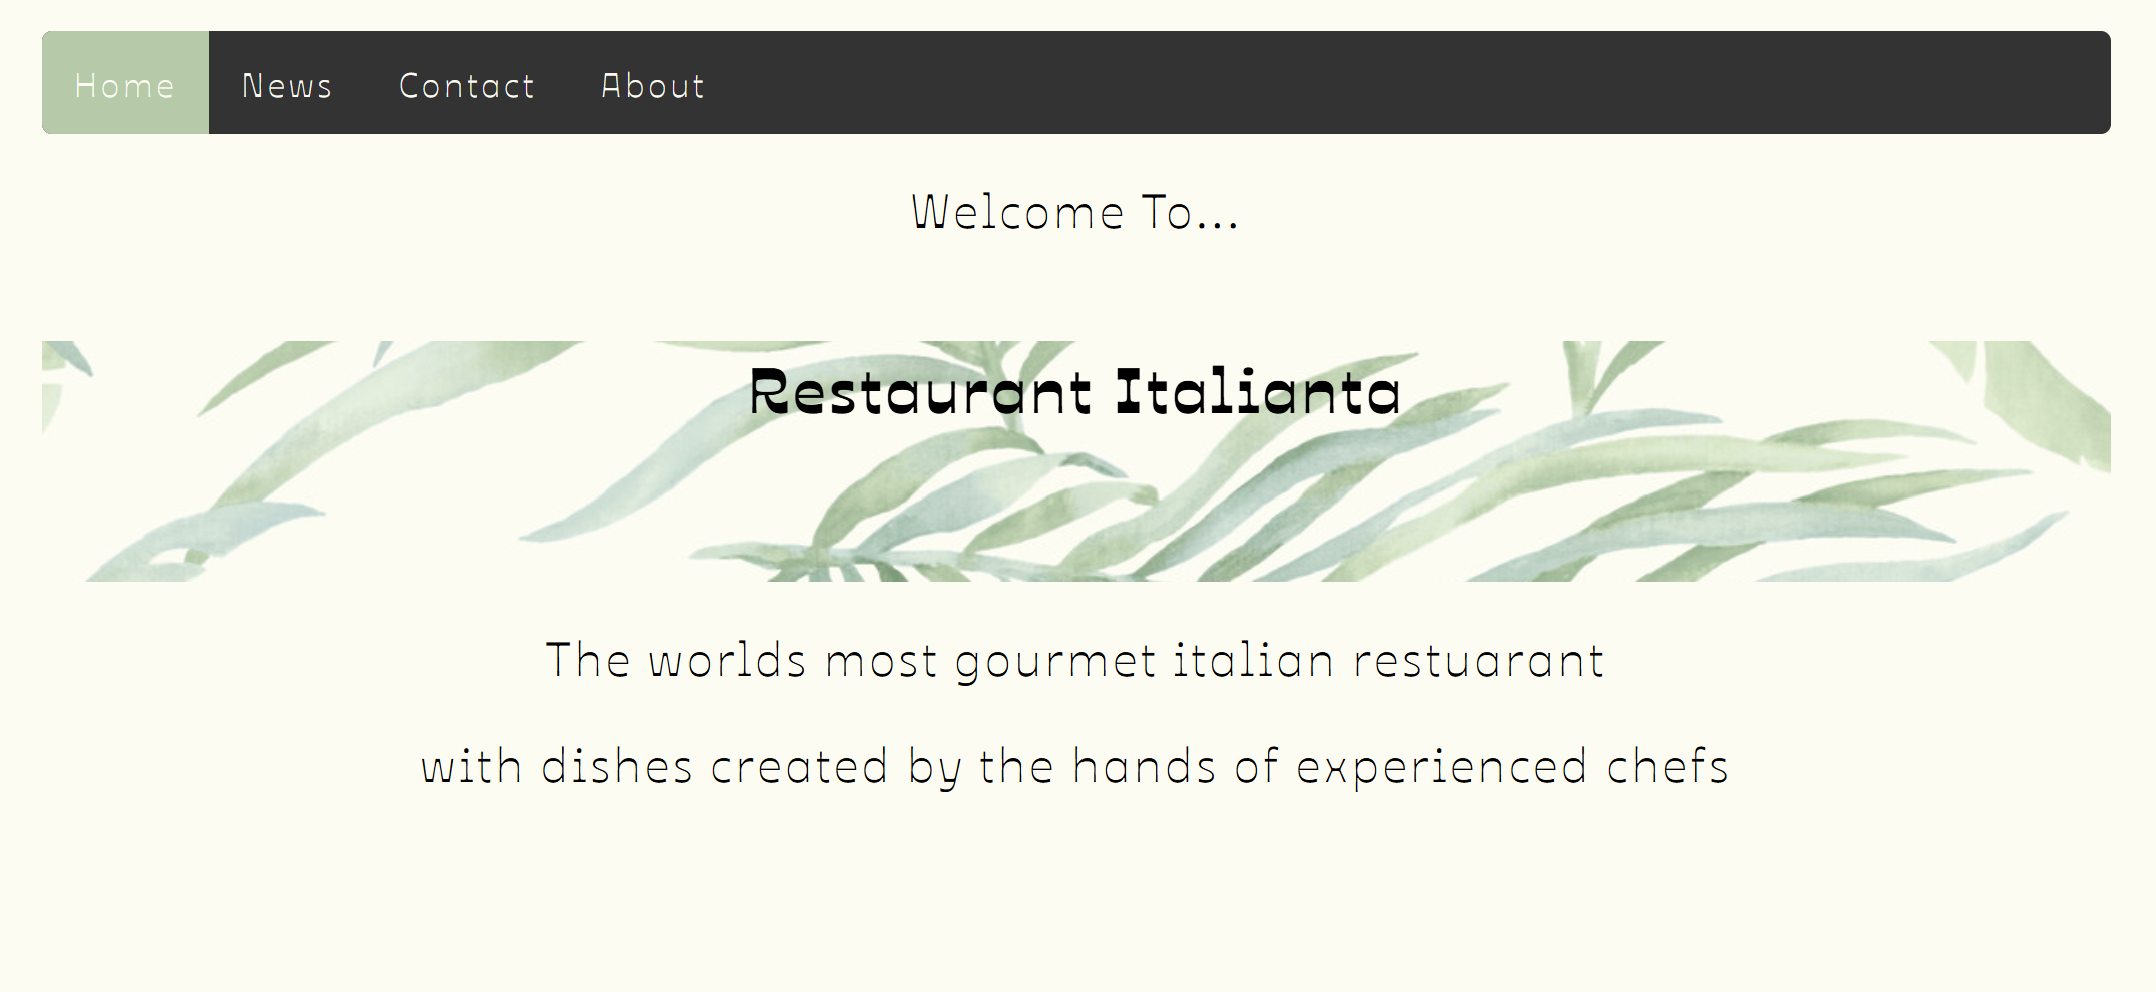 Home News Contact About
Welcome To...
Restaurant Italianta
The worlds most gourmet italian restuarant
with dishes created by the hands of experienced chefs